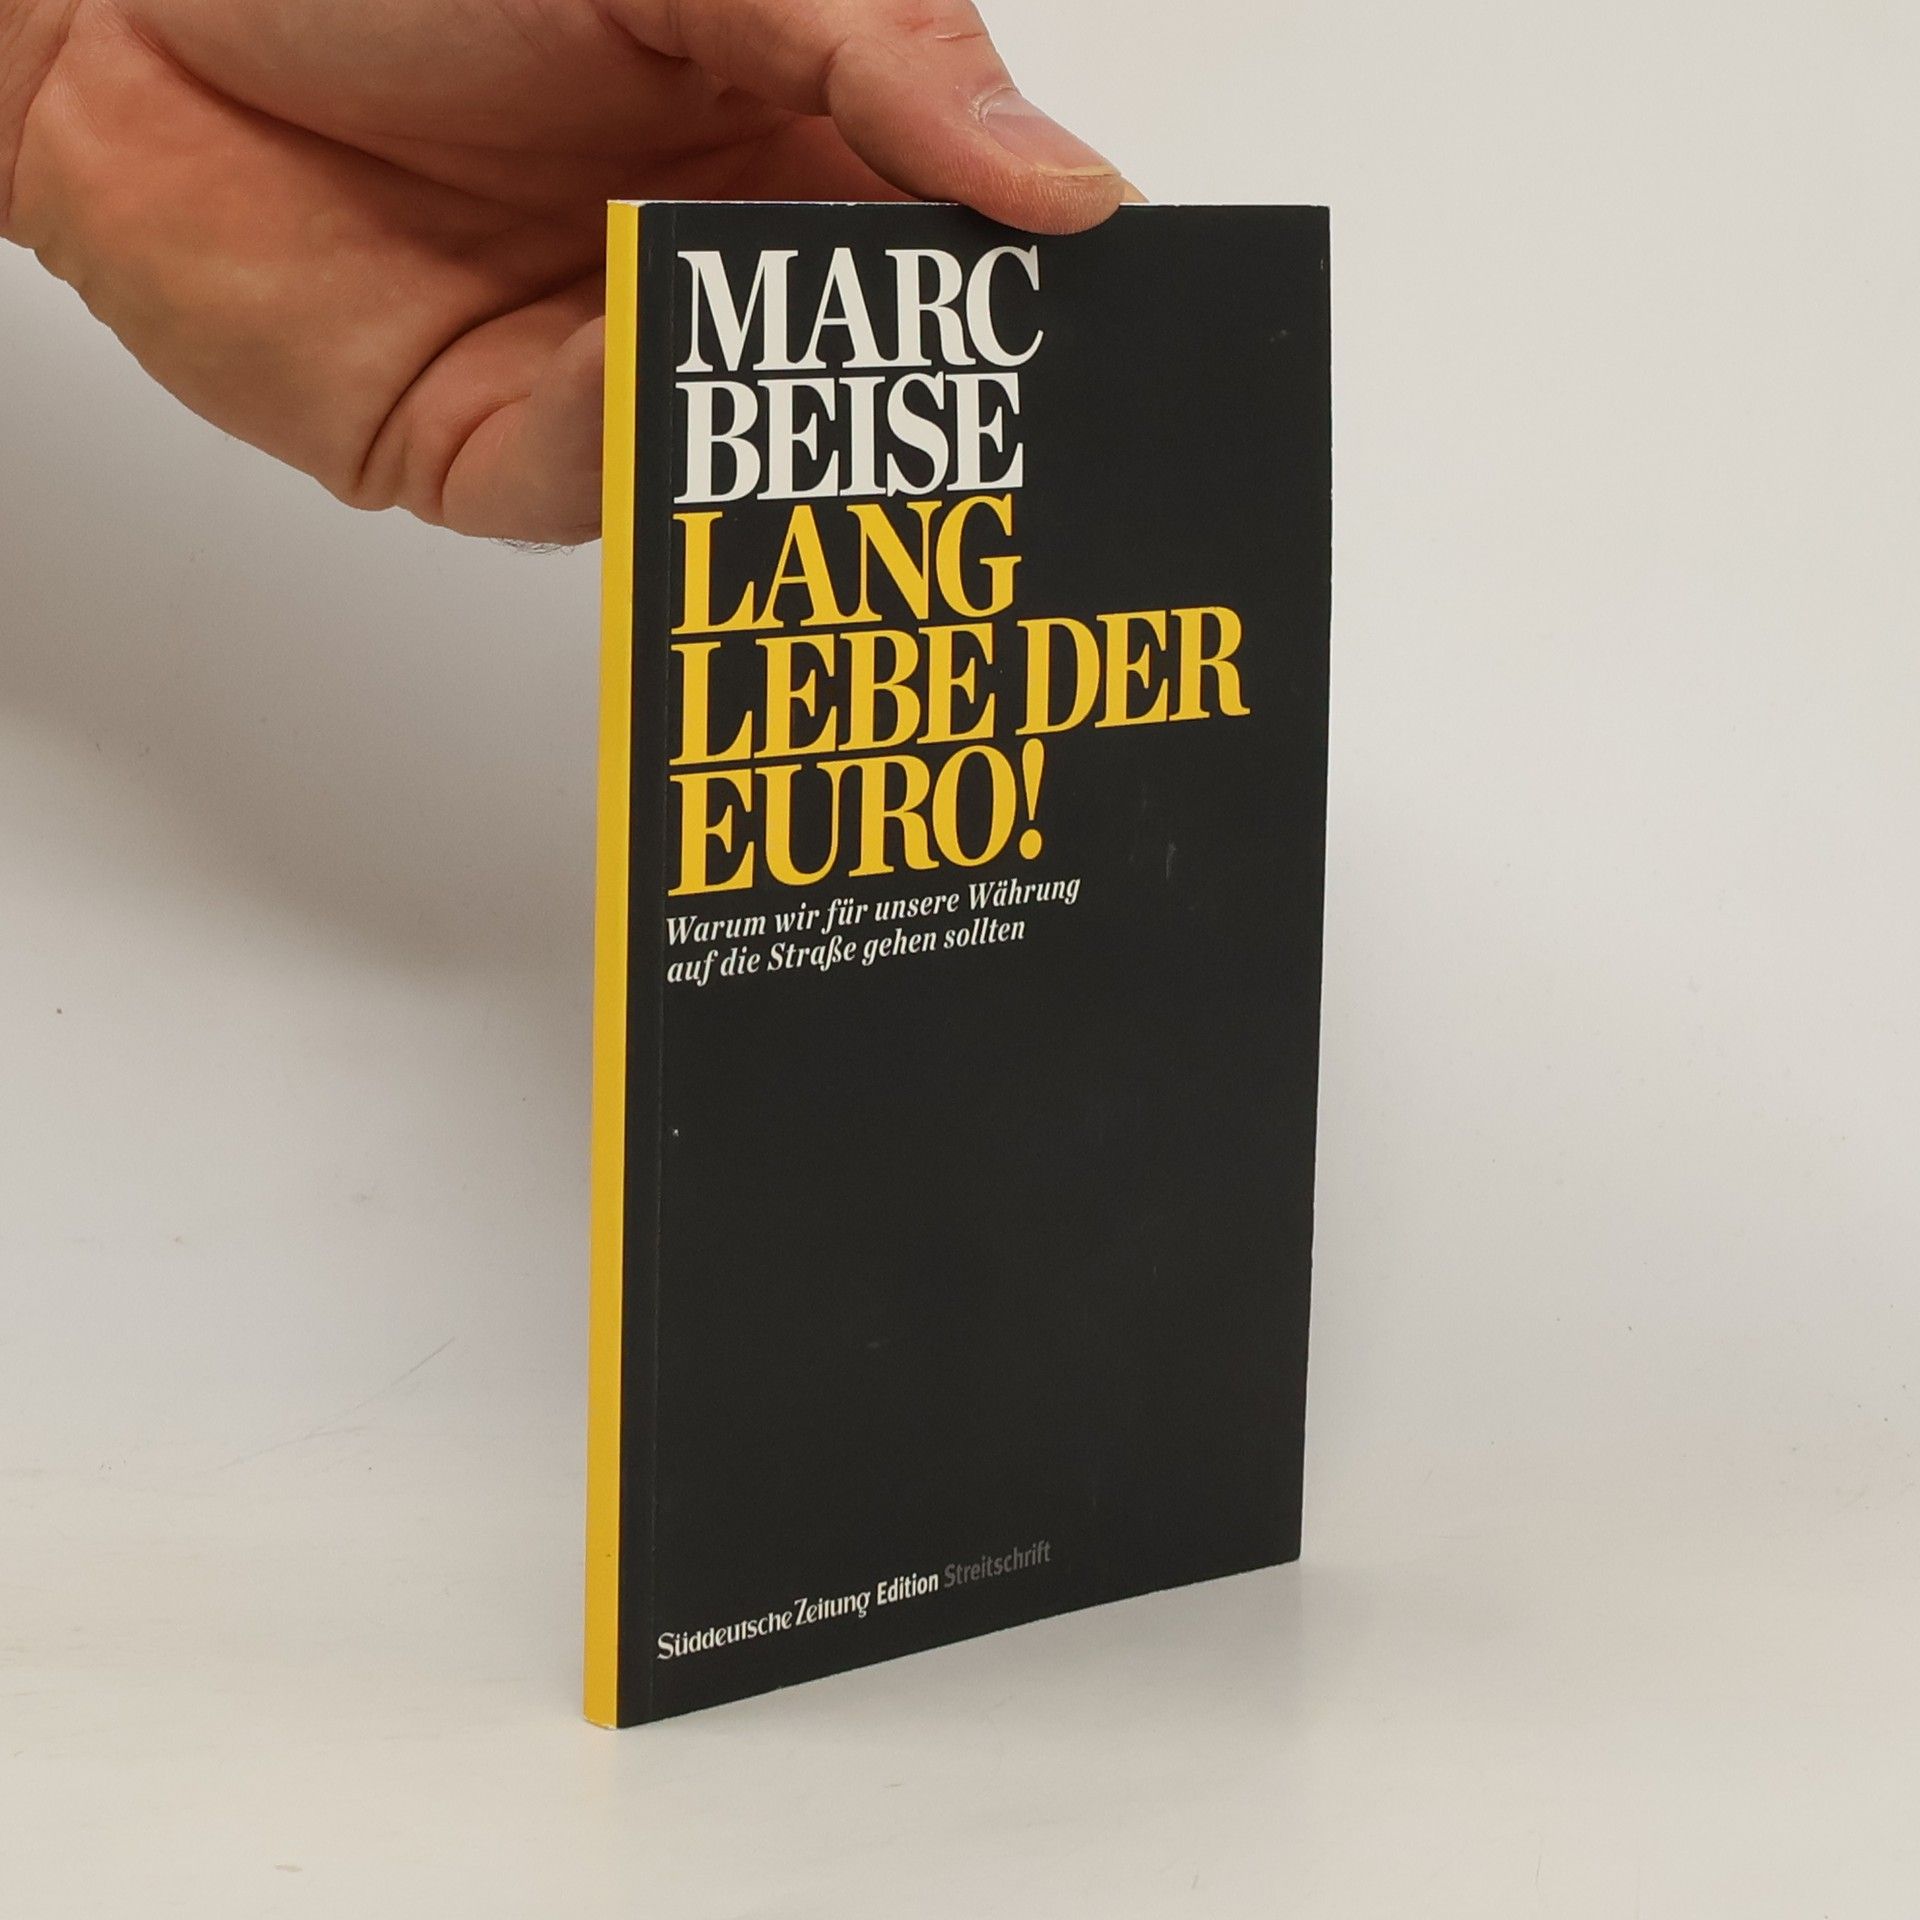 MARC
BEISE
LANG
LEBE DER
EURO!
Warum wir für unsere Währung
auf die Straße gehen sollten
Süddeutsche Zeitung Edition Streitschrift